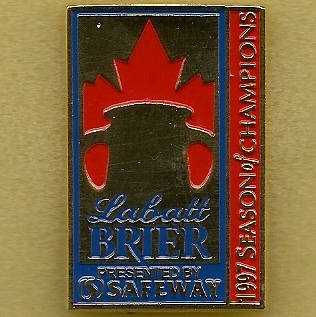 Labatt
BRIER
PRESENTED BY
SAFEWAY
1997 SEASON of CHAMPIONS